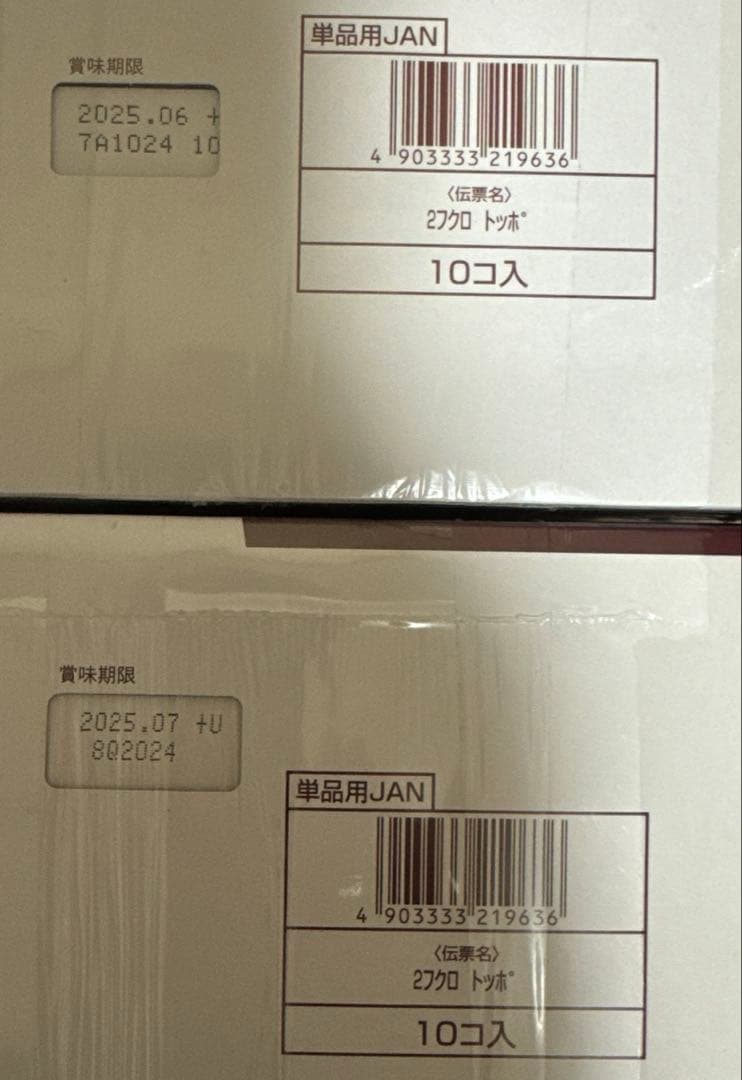 単品用JAN
賞味期限
2025.06 +
7A1024 10
4 903333 219636
〈伝票名〉
2フクロ トッポ
10コ入
賞味期限
2025.07 +U
8Q2024
単品用JAN
4 903333 219636
〈伝票名〉
2フクロ トッポ
10コ入